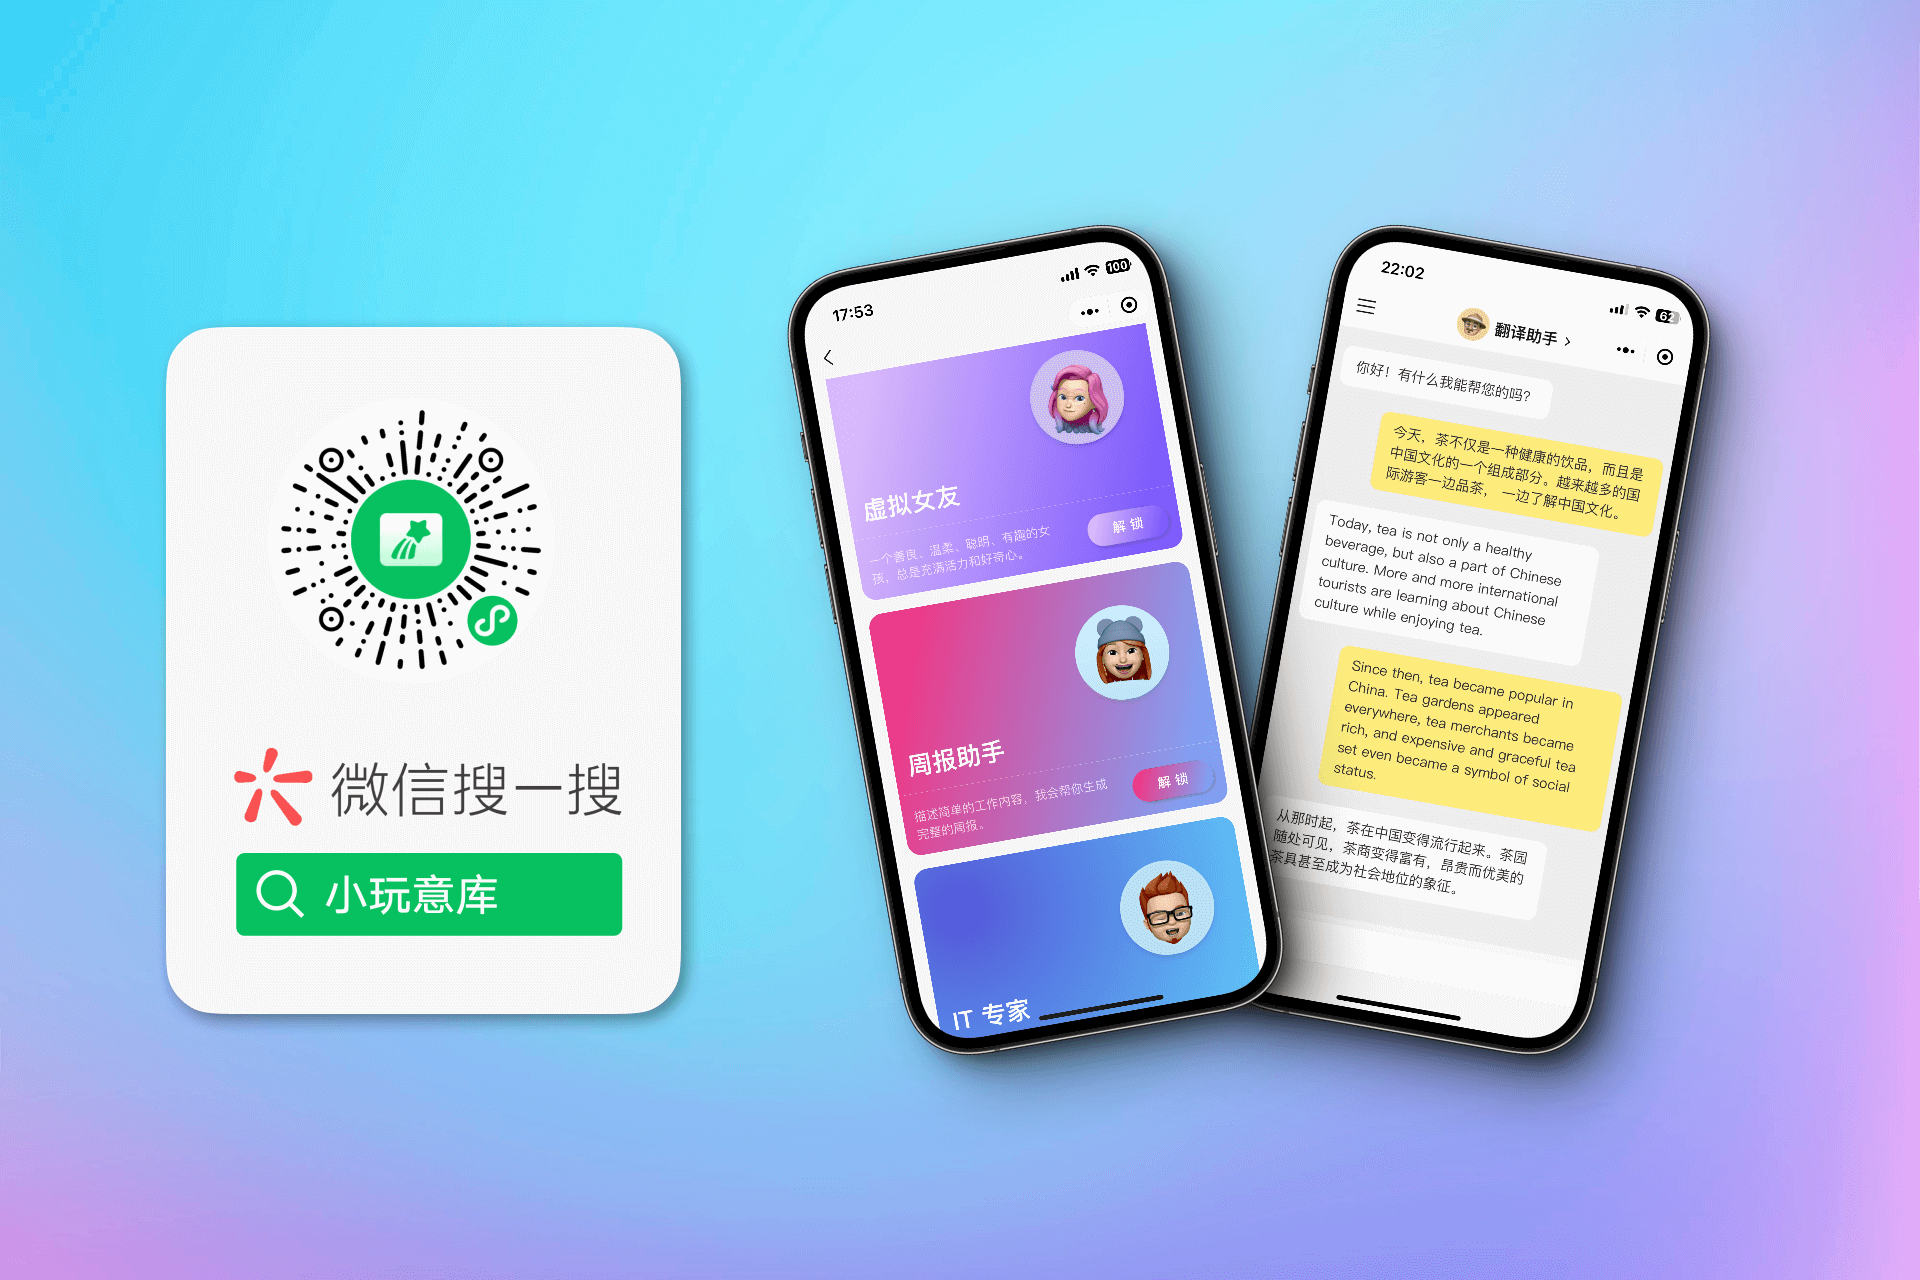 微信搜一搜
小玩意库
17:53
100
虚拟女友
一个善良、温柔、聪明、有趣的女
孩，总是充满活力和好奇心。
解锁
周报助手
描述简单的工作内容，我会帮你生成
完整的周报。
解锁
IT 专家
22:02
62
翻译助手
你好！有什么我能帮您的吗？
今天，茶不仅是一种健康的饮品，而且是
中国文化的一个组成部分。越来越多的国
际游客一边品茶，一边了解中国文化。
Today, tea is not only a healthy
beverage, but also a part of Chinese
culture. More and more international
tourists are learning about Chinese
culture while enjoying tea.
Since then, tea became popular in
China. Tea gardens appeared
everywhere, tea merchants became
rich, and expensive and graceful tea
set even became a symbol of social
status.
从那时起，茶在中国变得流行起来。茶园
随处可见，茶商变得富有，昂贵而优美的
茶具甚至成为社会地位的象征。